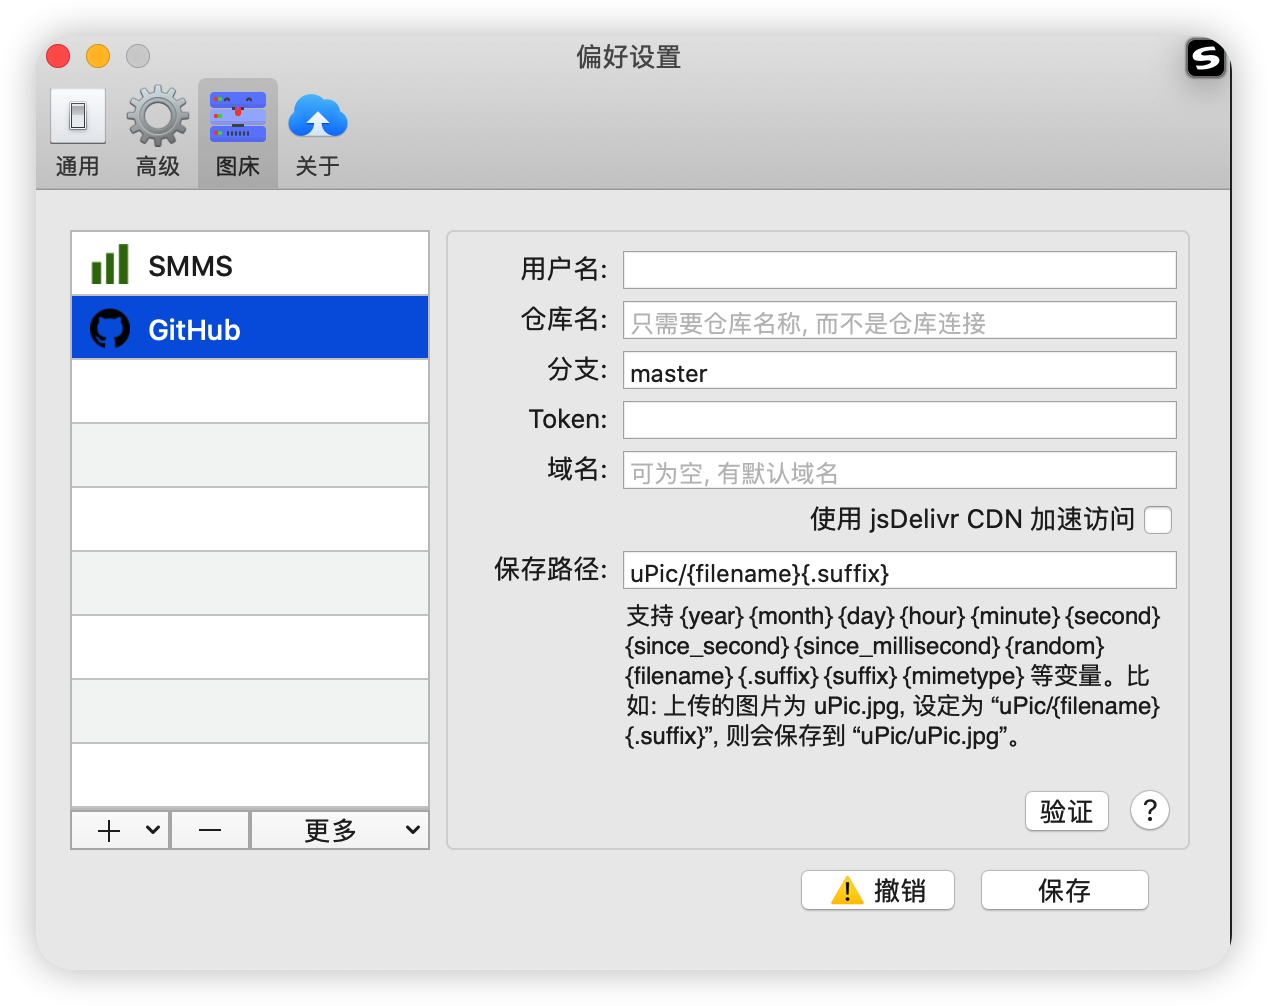 偏好设置
通用
高级
图床
关于
SMMS
GitHub
用户名:
仓库名:
只需要仓库名称, 而不是仓库连接
分支:
master
Token:
域名:
可为空, 有默认域名
使用 jsDelivr CDN 加速访问
保存路径:
uPic/{filename}{.suffix}
支持 {year} {month} {day} {hour} {minute} {second}
{since_second} {since_millisecond} {random}
{filename} {.suffix} {suffix} {mimetype} 等变量。比
如: 上传的图片为 uPic.jpg, 设定为 “uPic/{filename}
{.suffix}”, 则会保存到 “uPic/uPic.jpg”。
更多
验证
?
撤销
保存